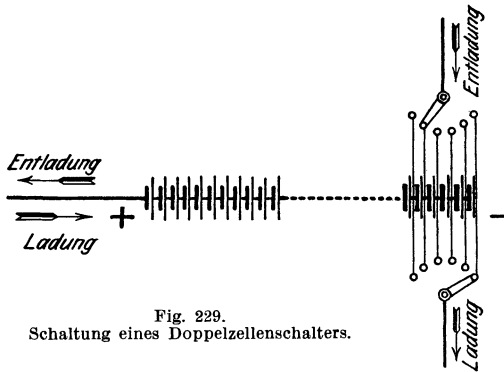 Entladung
Entladung
+
-
Ladung
Ladung
Fig. 229.
Schaltung eines Doppelzellenschalters.